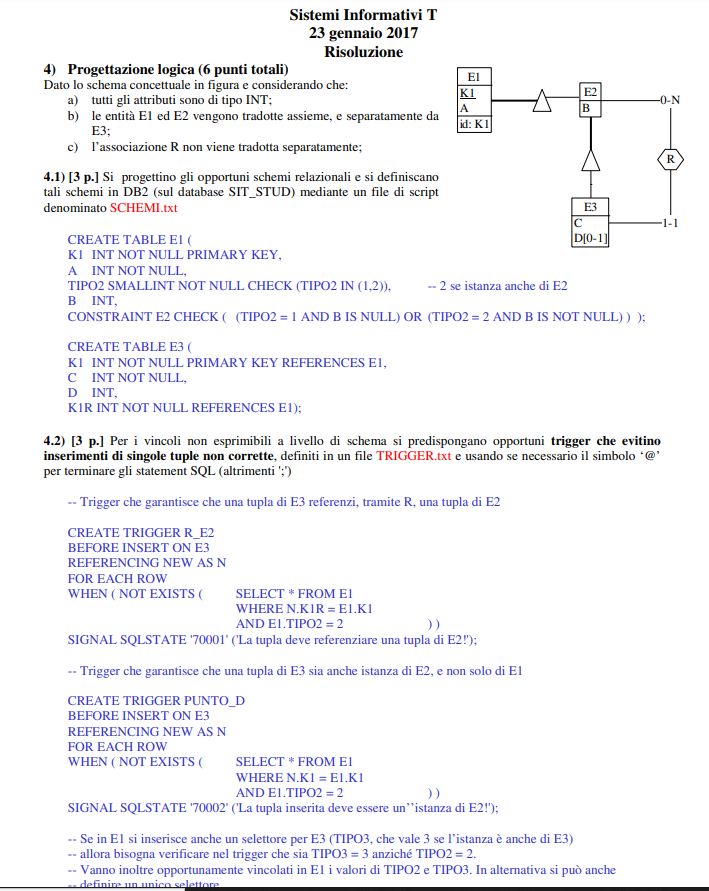 Sistemi Informativi T
23 gennaio 2017
Risoluzione
4) Progettazione logica (6 punti totali)
Dato lo schema concettuale in figura e considerando che:
a) tutti gli attributi sono di tipo INT;
b) le entità E1 ed E2 vengono tradotte assieme, e separatamente da
E3;
c) l’associazione R non viene tradotta separatamente;
E1
K1
A
id: K1
E2
B
0-N
R
E3
C
D[0-1]
1-1
4.1) [3 p.] Si progettino gli opportuni schemi relazionali e si definiscano
tali schemi in DB2 (sul database SIT_STUD) mediante un file di script
denominato SCHEMI.txt
CREATE TABLE E1 (
K1 INT NOT NULL PRIMARY KEY,
A INT NOT NULL,
TIPO2 SMALLINT NOT NULL CHECK (TIPO2 IN (1,2)), -- 2 se istanza anche di E2
B INT,
CONSTRAINT E2 CHECK ( (TIPO2 = 1 AND B IS NULL) OR (TIPO2 = 2 AND B IS NOT NULL) ) );
CREATE TABLE E3 (
K1 INT NOT NULL PRIMARY KEY REFERENCES E1,
C INT NOT NULL,
D INT,
K1R INT NOT NULL REFERENCES E1);
4.2) [3 p.] Per i vincoli non esprimibili a livello di schema si predispongano opportuni trigger che evitino
inserimenti di singole tuple non corrette, definiti in un file TRIGGER.txt e usando se necessario il simbolo ‘@’
per terminare gli statement SQL (altrimenti ';')
-- Trigger che garantisce che una tupla di E3 referenzi, tramite R, una tupla di E2
CREATE TRIGGER R_E2
BEFORE INSERT ON E3
REFERENCING NEW AS N
FOR EACH ROW
WHEN ( NOT EXISTS ( SELECT * FROM E1
WHERE N.K1R = E1.K1
AND E1.TIPO2 = 2 ) )
SIGNAL SQLSTATE '70001' ('La tupla deve referenziare una tupla di E2!');
-- Trigger che garantisce che una tupla di E3 sia anche istanza di E2, e non solo di E1
CREATE TRIGGER PUNTO_D
BEFORE INSERT ON E3
REFERENCING NEW AS N
FOR EACH ROW
WHEN ( NOT EXISTS ( SELECT * FROM E1
WHERE N.K1 = E1.K1
AND E1.TIPO2 = 2 ) )
SIGNAL SQLSTATE '70002' ('La tupla inserita deve essere un’’istanza di E2!');
-- Se in E1 si inserisce anche un selettore per E3 (TIPO3, che vale 3 se l’istanza è anche di E3)
-- allora bisogna verificare nel trigger che sia TIPO3 = 3 anziché TIPO2 = 2.
-- Vanno inoltre opportunamente vincolati in E1 i valori di TIPO2 e TIPO3. In alternativa si può anche
-- definire un unico selettore